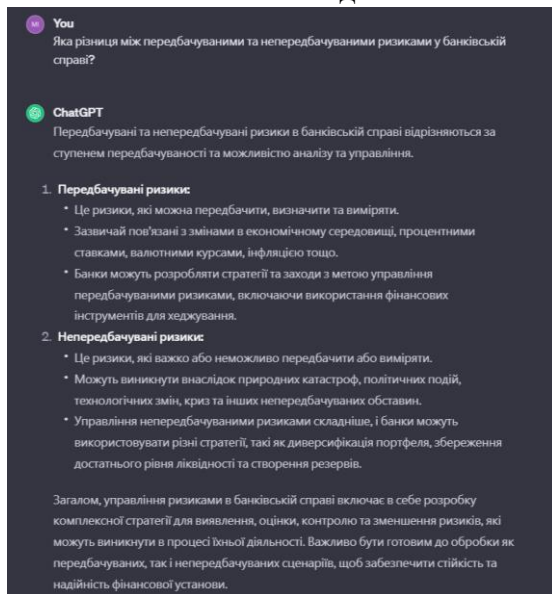 MI You
Яка різниця між передбачуваними та непередбачуваними ризиками у банківській
справі?
ChatGPT
Передбачувані та непередбачувані ризики в банківській справі відрізняються за
ступенем передбачуваності та можливістю аналізу та управління.
1. Передбачувані ризики:
• Це ризики, які можна передбачити, визначити та виміряти.
• Зазвичай пов'язані з змінами в економічному середовищі, процентними
ставками, валютними курсами, інфляцією тощо.
• Банки можуть розробляти стратегії та заходи з метою управління
передбачуваними ризиками, включаючи використання фінансових
інструментів для хеджування.
2. Непередбачувані ризики:
• Це ризики, які важко або неможливо передбачити або виміряти.
• Можуть виникнути внаслідок природних катастроф, політичних подій,
технологічних змін, криз та інших непередбачуваних обставин.
• Управління непередбачуваними ризиками складніше, і банки можуть
використовувати різні стратегії, такі як диверсифікація портфеля, збереження
достатнього рівня ліквідності та створення резервів.
Загалом, управління ризиками в банківській справі включає в себе розробку
комплексної стратегії для виявлення, оцінки, контролю та зменшення ризиків, які
можуть виникнути в процесі їхньої діяльності. Важливо бути готовим до обробки як
передбачуваних, так і непередбачуваних сценаріїв, щоб забезпечити стійкість та
надійність фінансової установи.